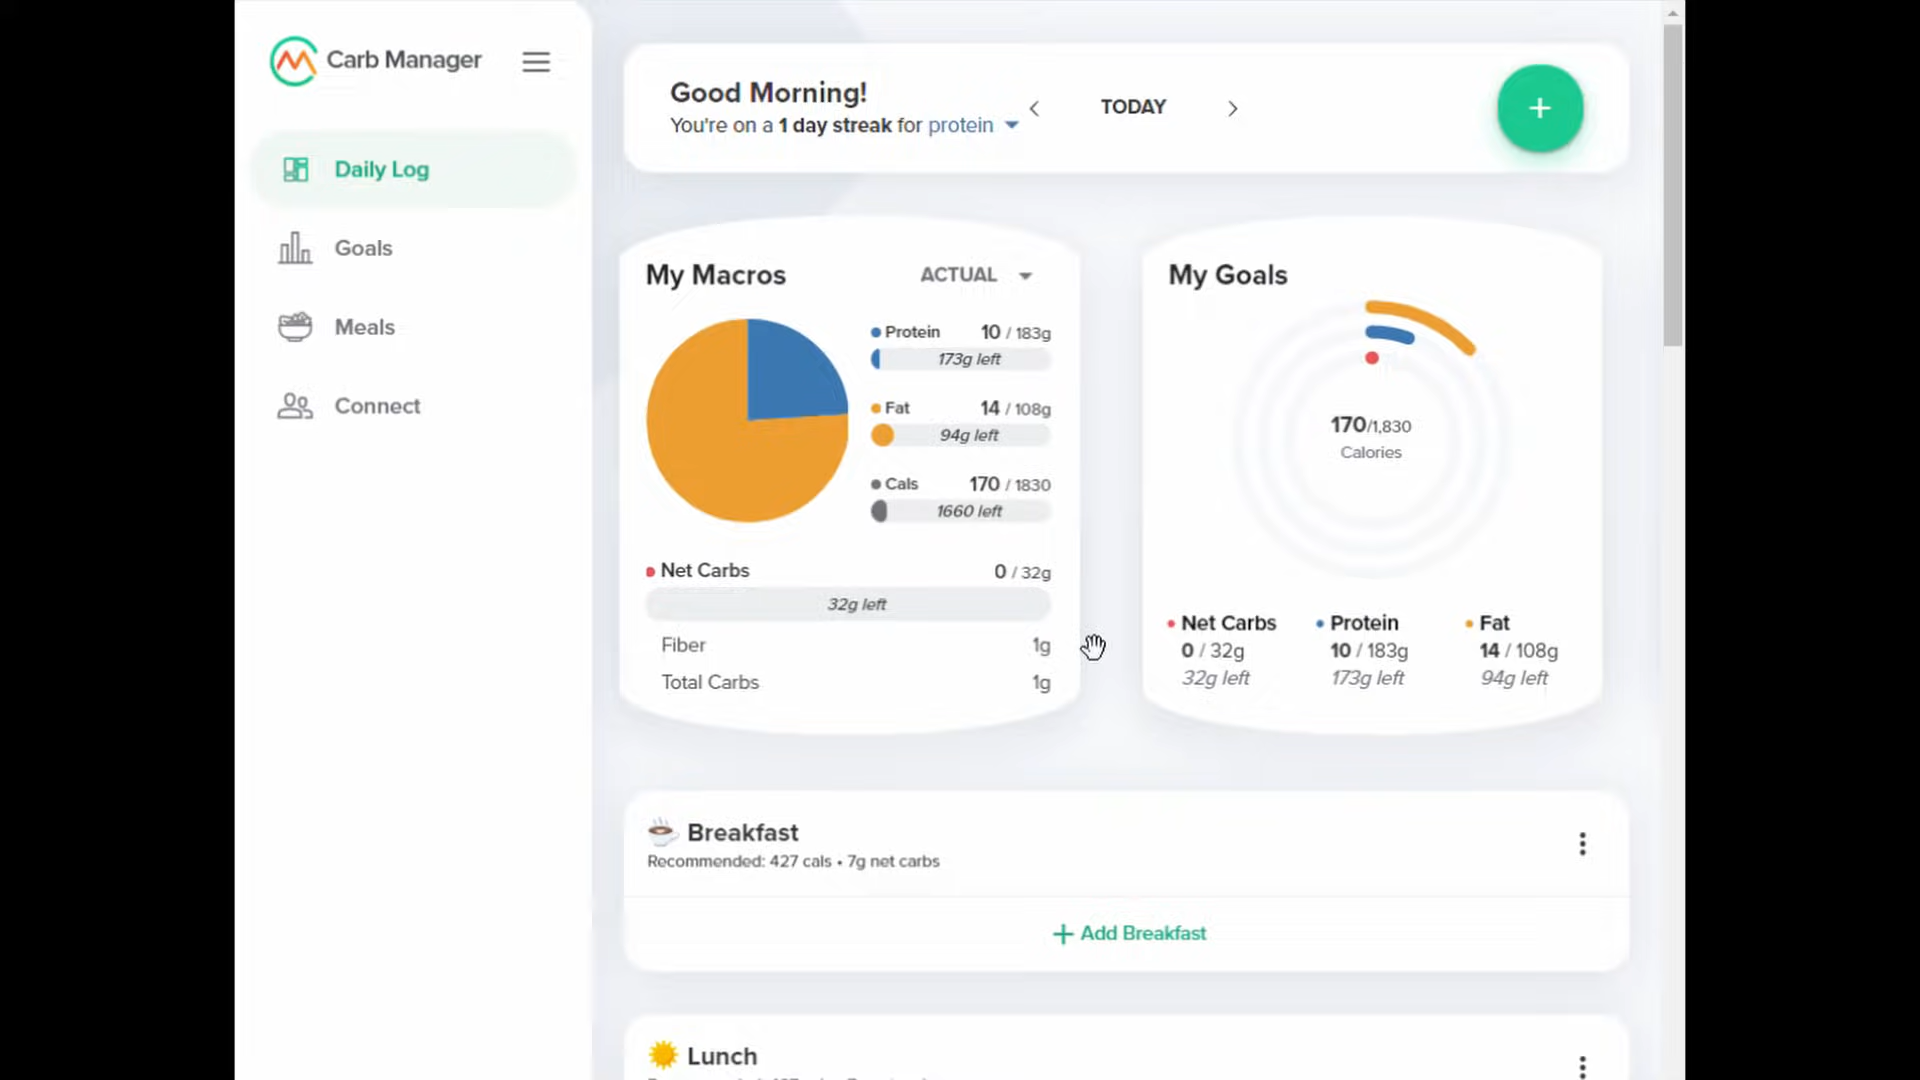 Carb Manager
Daily Log
Goals
Meals
Connect
Good Morning!
You're on a 1 day streak for protein
TODAY
+
My Macros
ACTUAL
Protein 10 / 183g
173g left
Fat 14 / 108g
94g left
Cals 170 / 1830
1660 left
Net Carbs 0 / 32g
32g left
Fiber 1g
Total Carbs 1g
My Goals
170/1,830
Calories
Net Carbs Protein Fat
0 / 32g 10 / 183g 14 / 108g
32g left 173g left 94g left
Breakfast
Recommended: 427 cals • 7g net carbs
+ Add Breakfast
Lunch